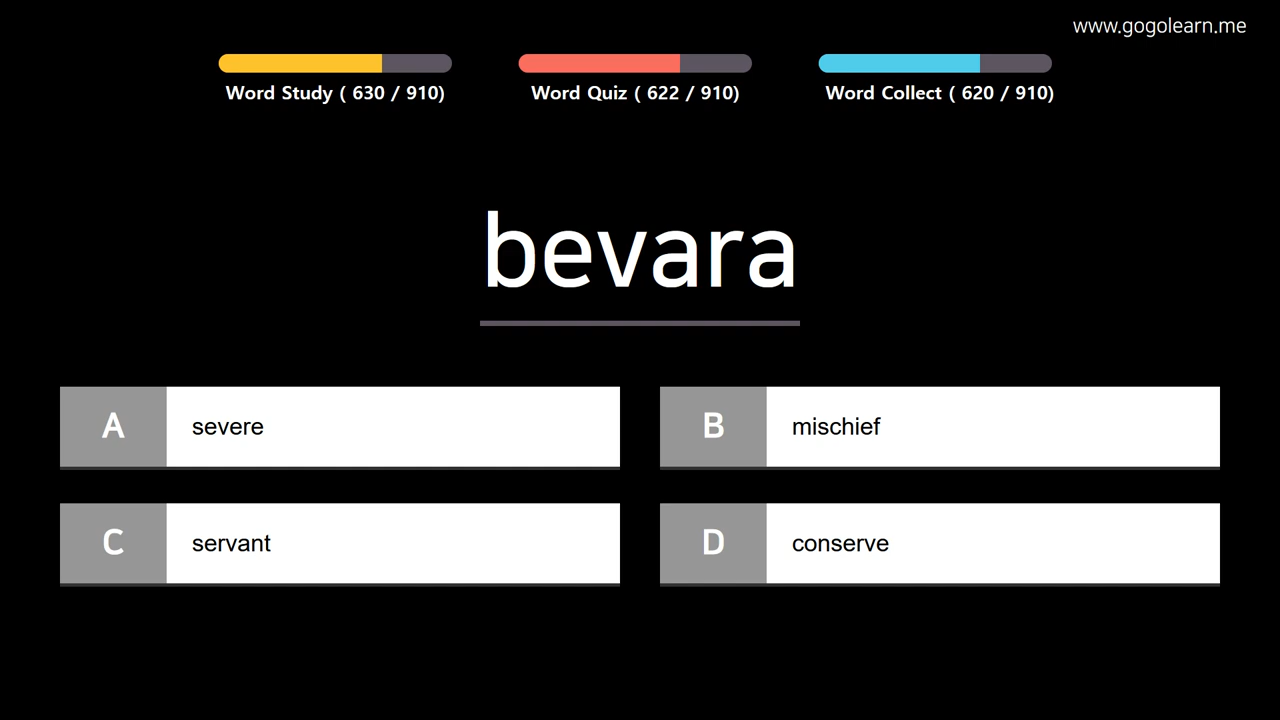 www.gogolearn.me
Word Study ( 630 / 910)
Word Quiz ( 622 / 910)
Word Collect ( 620 / 910)
bevara
A severe
B mischief
C servant
D conserve